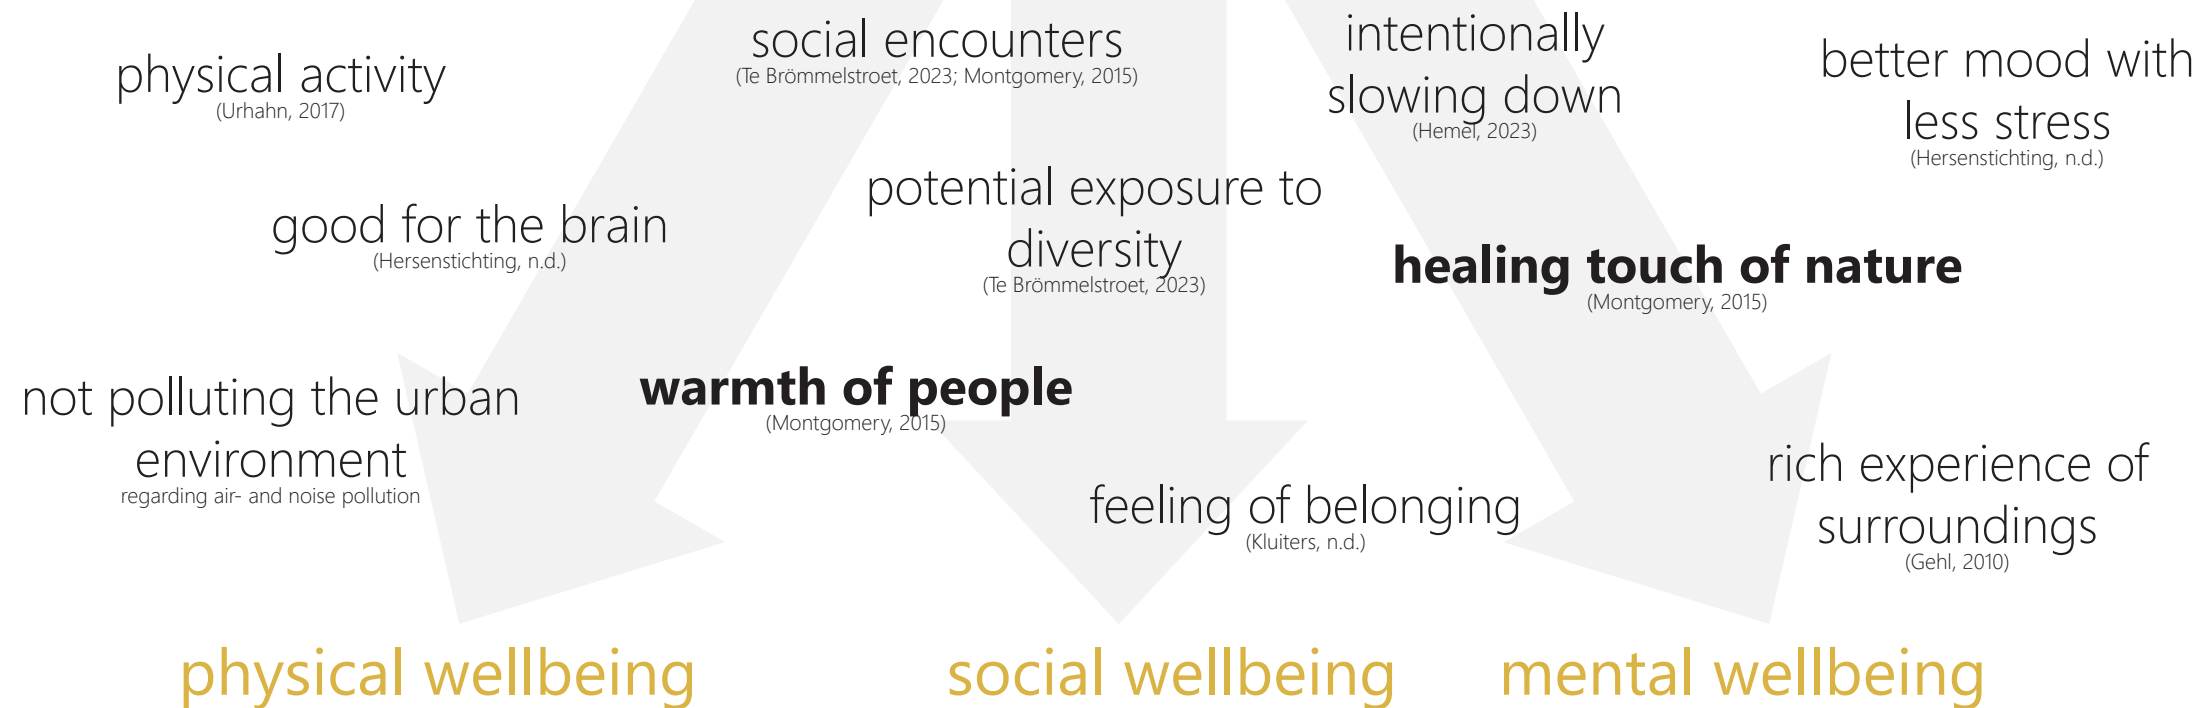 physical activity
(Urhahn, 2017)
social encounters
(Te Brömmelstroet, 2023; Montgomery, 2015)
intentionally
slowing down
(Hemel, 2023)
better mood with
less stress
(Hersenstichting, n.d.)
good for the brain
(Hersenstichting, n.d.)
potential exposure to
diversity
(Te Brömmelstroet, 2023)
healing touch of nature
(Montgomery, 2015)
not polluting the urban
environment
regarding air- and noise pollution
warmth of people
(Montgomery, 2015)
feeling of belonging
(Kluiters, n.d.)
rich experience of
surroundings
(Gehl, 2010)
physical wellbeing
social wellbeing
mental wellbeing